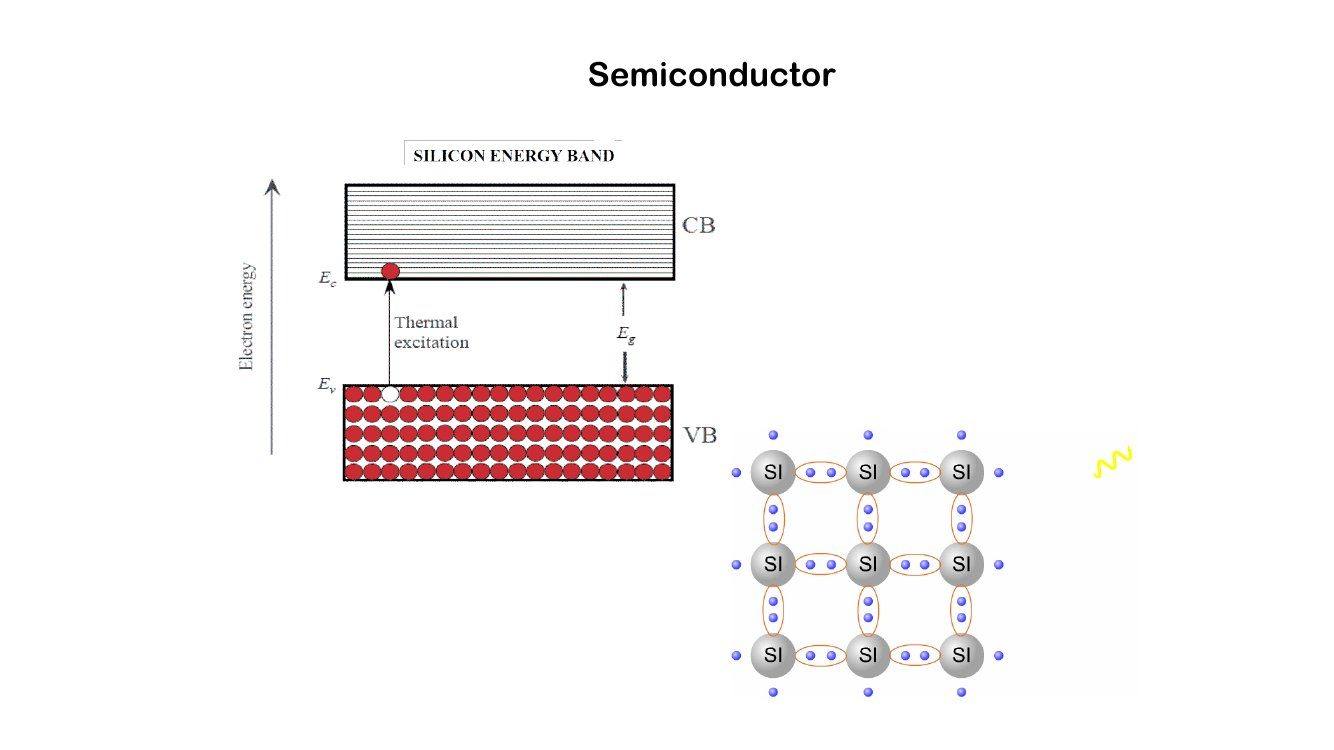 Semiconductor
SILICON ENERGY BAND
CB
Electron energy
Ec
Thermal
excitation
Eg
Ev
VB
SI SI SI
SI SI SI
SI SI SI